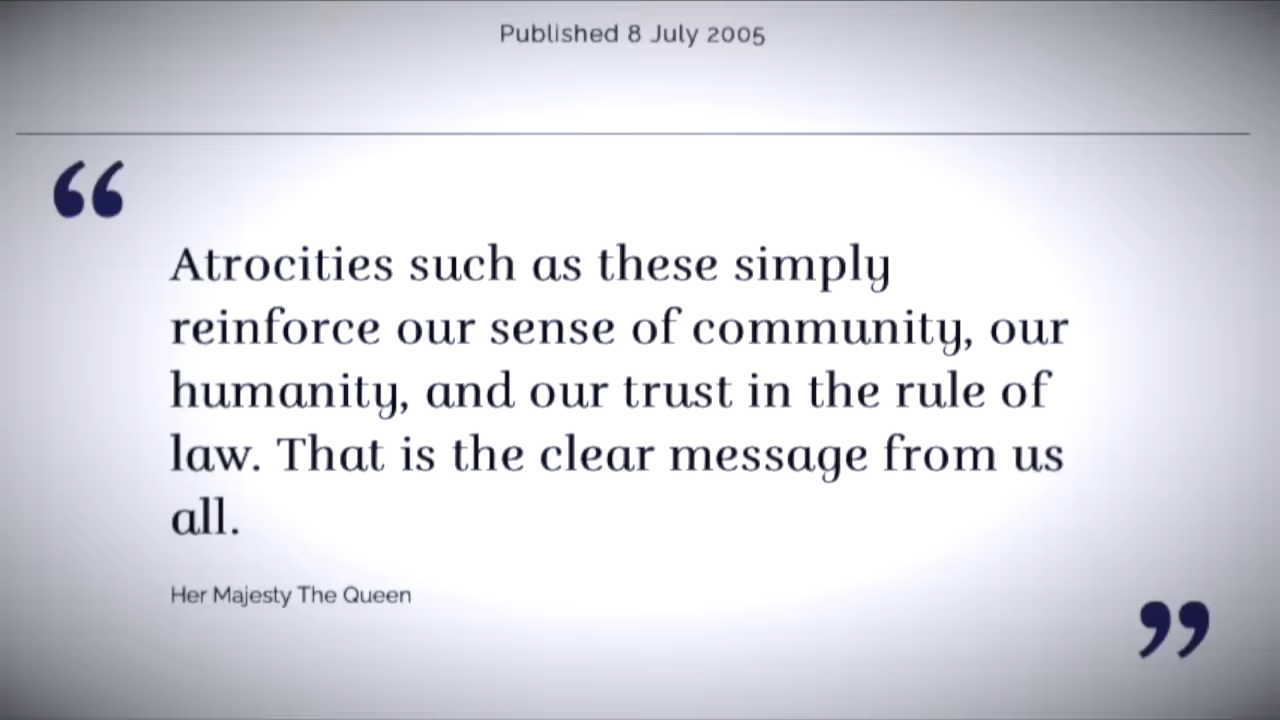 Published 8 July 2005
“
Atrocities such as these simply
reinforce our sense of community, our
humanity, and our trust in the rule of
law. That is the clear message from us
all.
Her Majesty The Queen
”